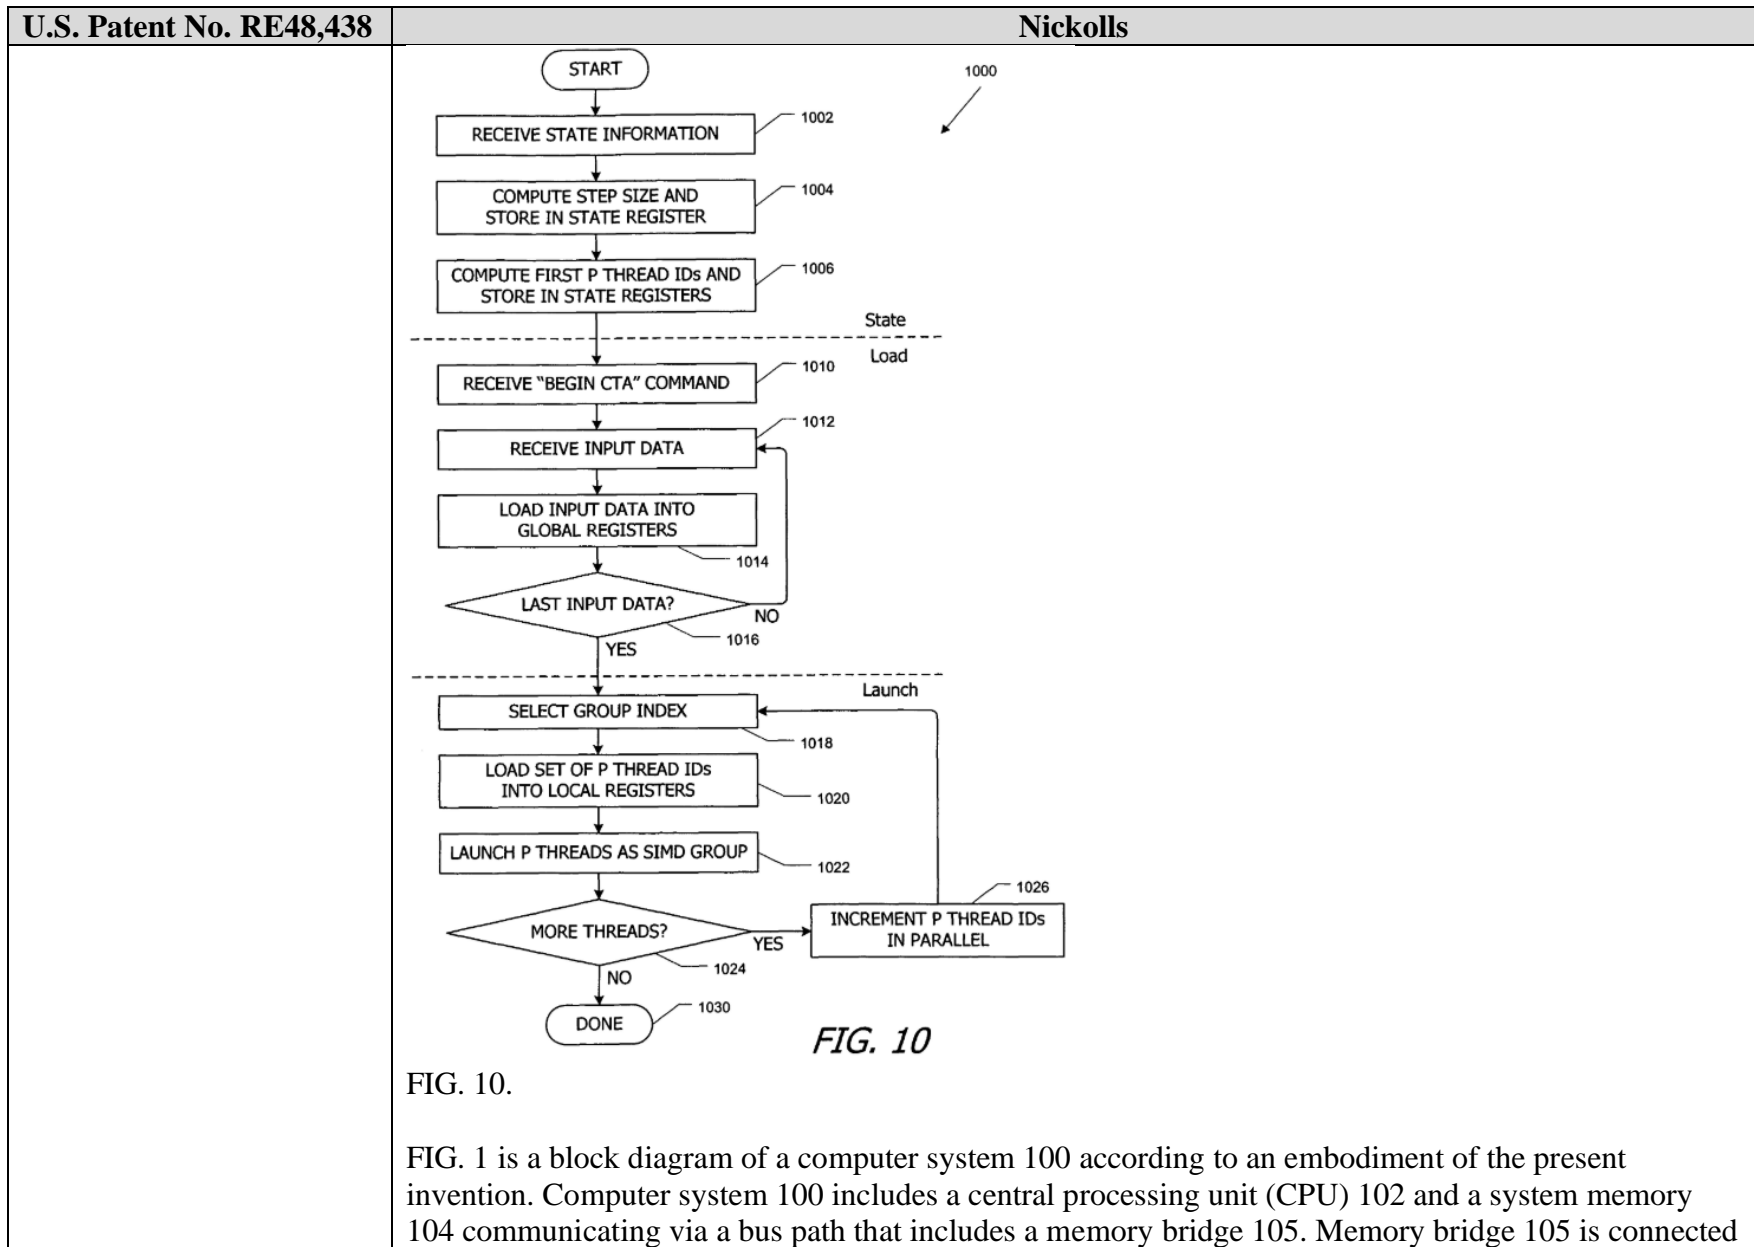 U.S. Patent No. RE48,438
Nickolls
START
1000
RECEIVE STATE INFORMATION
1002
COMPUTE STEP SIZE AND
STORE IN STATE REGISTER
1004
COMPUTE FIRST P THREAD IDs AND
STORE IN STATE REGISTERS
1006
State
Load
RECEIVE "BEGIN CTA" COMMAND
1010
RECEIVE INPUT DATA
1012
LOAD INPUT DATA INTO
GLOBAL REGISTERS
1014
LAST INPUT DATA?
NO
1016
YES
Launch
SELECT GROUP INDEX
1018
LOAD SET OF P THREAD IDs
INTO LOCAL REGISTERS
1020
LAUNCH P THREADS AS SIMD GROUP
1022
MORE THREADS?
YES
1024
NO
1026
INCREMENT P THREAD IDs
IN PARALLEL
DONE
1030
FIG. 10
FIG. 10.
FIG. 1 is a block diagram of a computer system 100 according to an embodiment of the present
invention. Computer system 100 includes a central processing unit (CPU) 102 and a system memory
104 communicating via a bus path that includes a memory bridge 105. Memory bridge 105 is connected